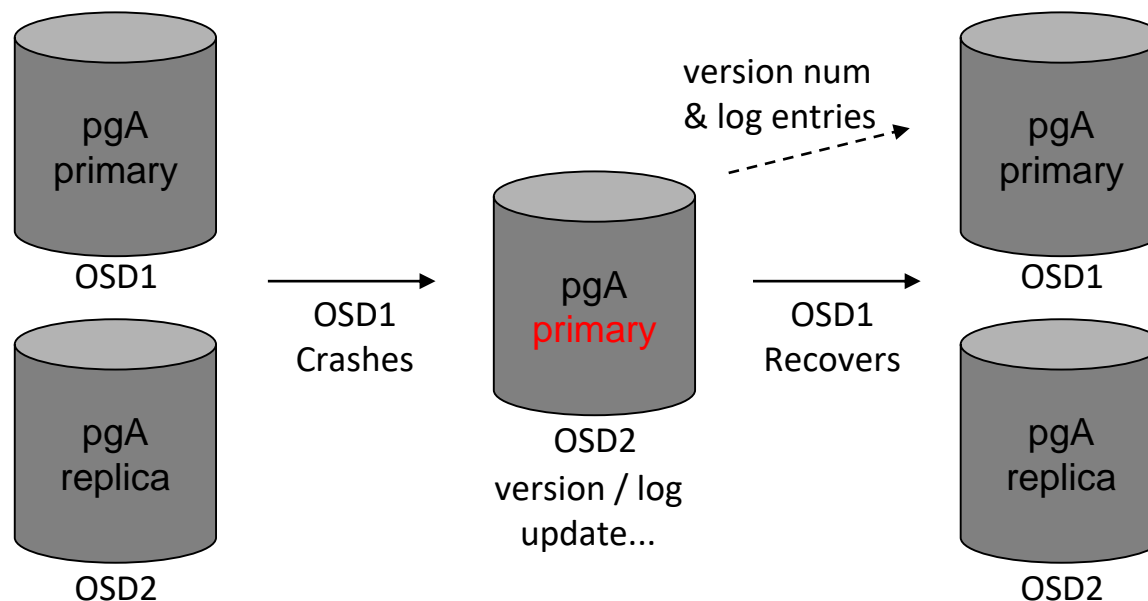 pgA
primary
OSD1
pgA
replica
OSD2
OSD1
Crashes
pgA
primary
OSD2
version / log
update...
version num
& log entries
OSD1
Recovers
pgA
primary
OSD1
pgA
replica
OSD2